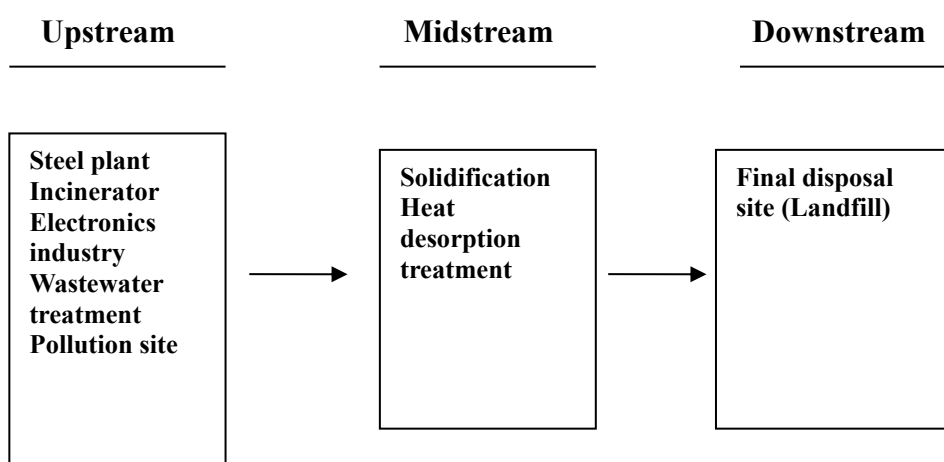 Upstream
Midstream
Downstream
Steel plant
Incinerator
Electronics
industry
Wastewater
treatment
Pollution site
Solidification
Heat
desorption
treatment
Final disposal
site (Landfill)